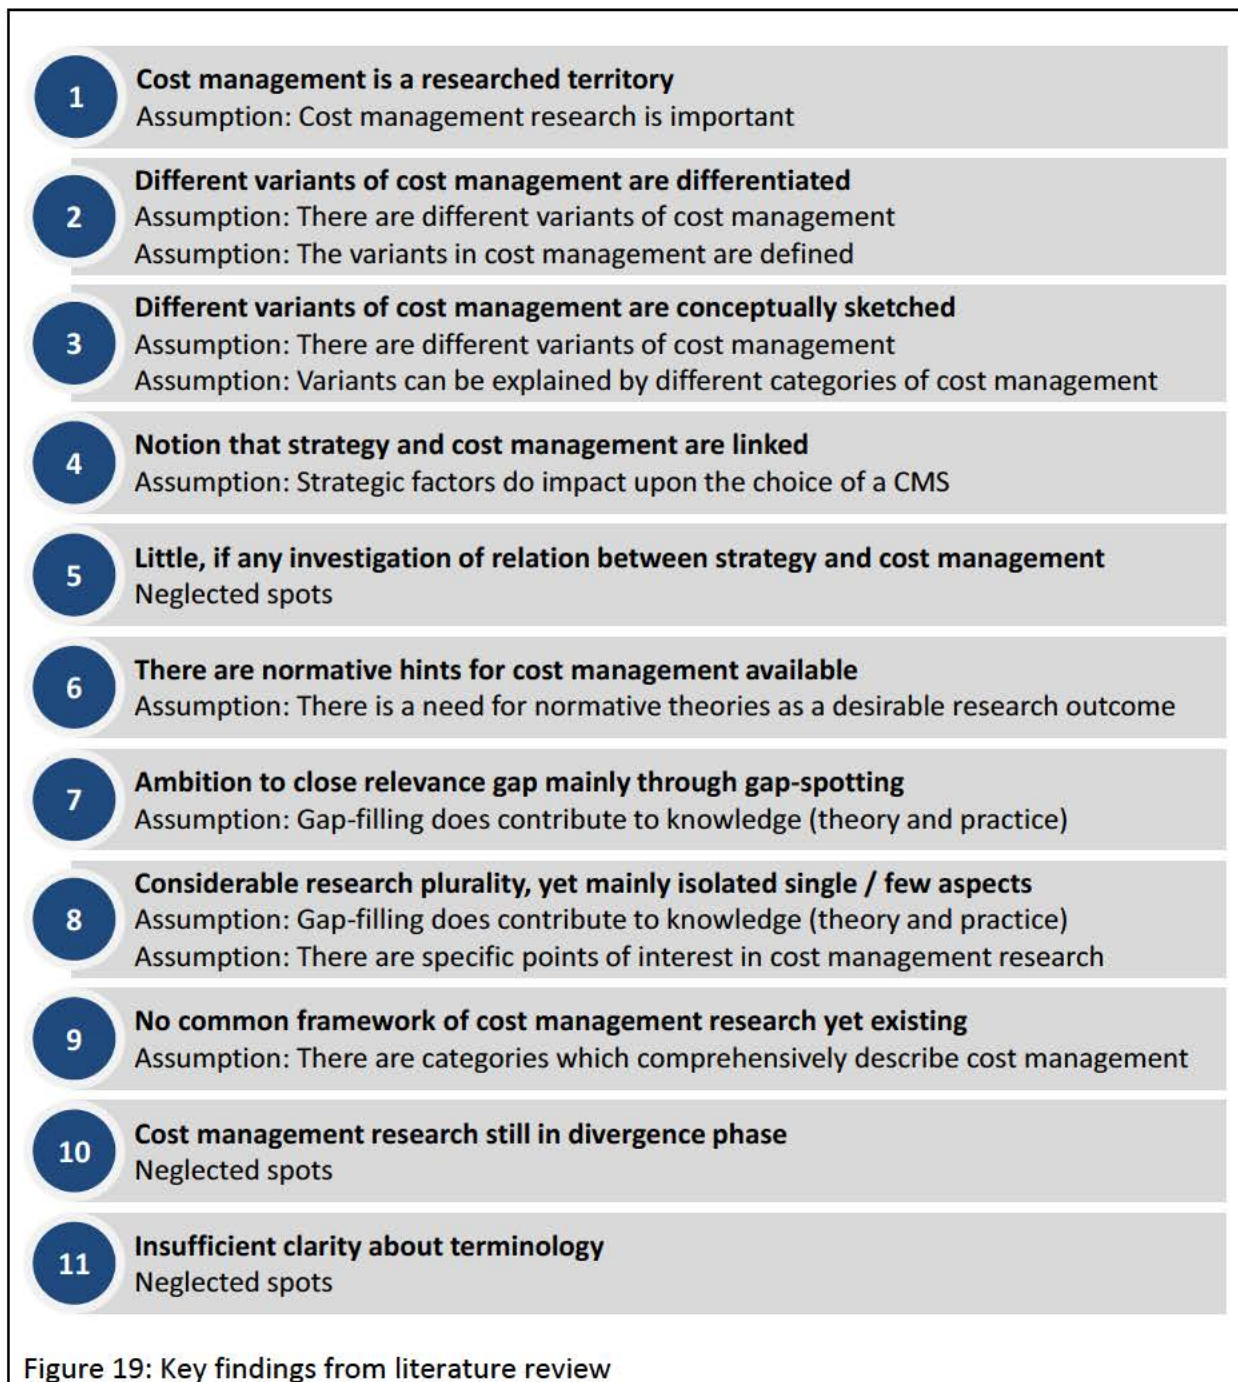 1
Cost management is a researched territory
Assumption: Cost management research is important
2
Different variants of cost management are differentiated
Assumption: There are different variants of cost management
Assumption: The variants in cost management are defined
3
Different variants of cost management are conceptually sketched
Assumption: There are different variants of cost management
Assumption: Variants can be explained by different categories of cost management
4
Notion that strategy and cost management are linked
Assumption: Strategic factors do impact upon the choice of a CMS
5
Little, if any investigation of relation between strategy and cost management
Neglected spots
6
There are normative hints for cost management available
Assumption: There is a need for normative theories as a desirable research outcome
7
Ambition to close relevance gap mainly through gap-spotting
Assumption: Gap-filling does contribute to knowledge (theory and practice)
8
Considerable research plurality, yet mainly isolated single / few aspects
Assumption: Gap-filling does contribute to knowledge (theory and practice)
Assumption: There are specific points of interest in cost management research
9
No common framework of cost management research yet existing
Assumption: There are categories which comprehensively describe cost management
10
Cost management research still in divergence phase
Neglected spots
11
Insufficient clarity about terminology
Neglected spots
Figure 19: Key findings from literature review